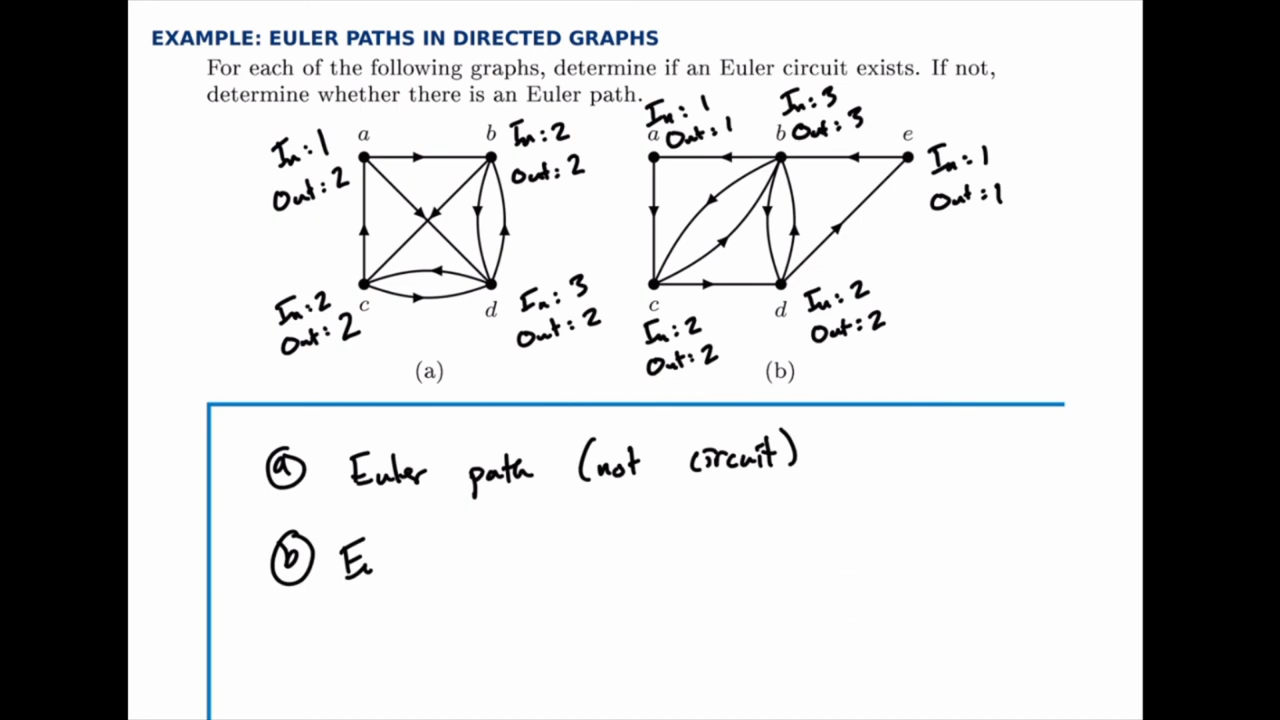 EXAMPLE: EULER PATHS IN DIRECTED GRAPHS
For each of the following graphs, determine if an Euler circuit exists. If not,
determine whether there is an Euler path.
In: 1
Out: 2
a
b
In: 2
Out: 2
In: 2
Out: 2
c
d
In: 3
Out: 2
(a)
In: 1
Out: 1
a
In: 3
Out: 3
b
e
In: 1
Out: 1
c
In: 2
Out: 2
d
In: 2
Out: 2
(b)
a Euler path (not circuit)
b Eu